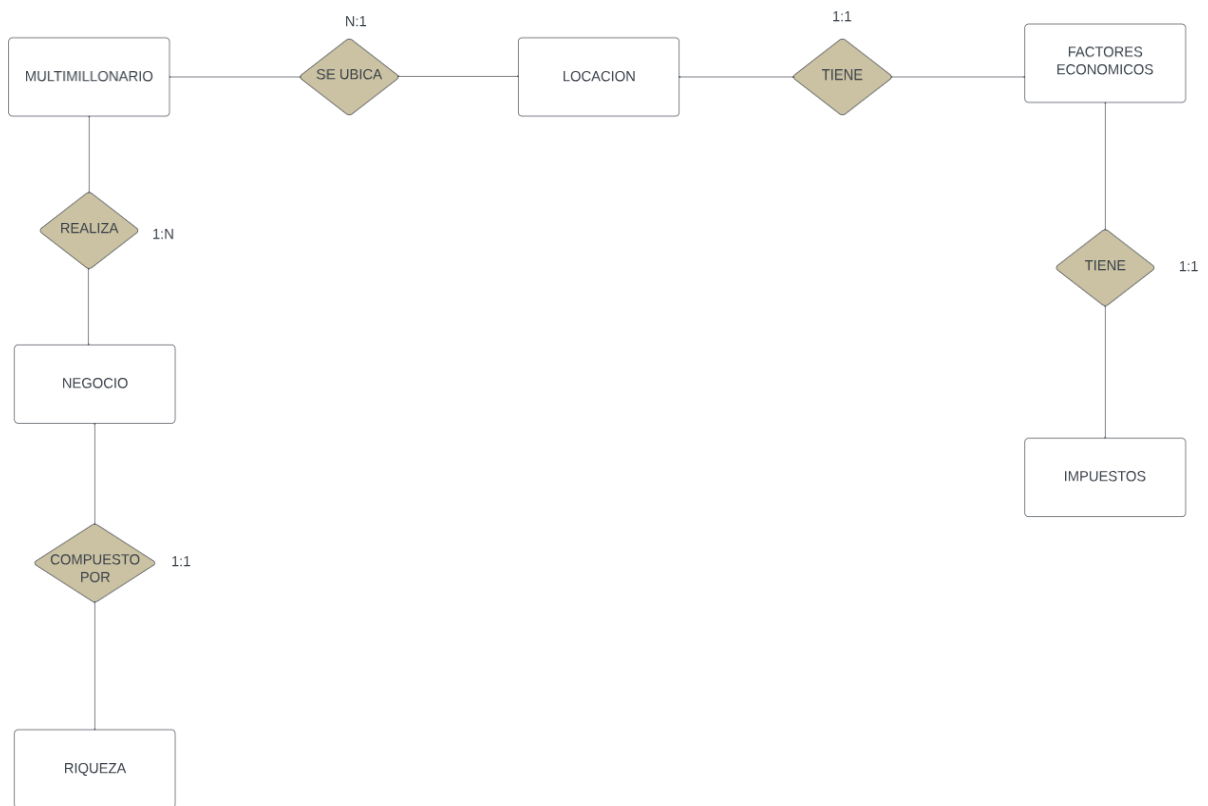 N:1
1:1
MULTIMILLONARIO
SE UBICA
LOCACION
TIENE
FACTORES
ECONOMICOS
REALIZA
1:N
TIENE
1:1
NEGOCIO
IMPUESTOS
COMPUESTO
POR
1:1
RIQUEZA